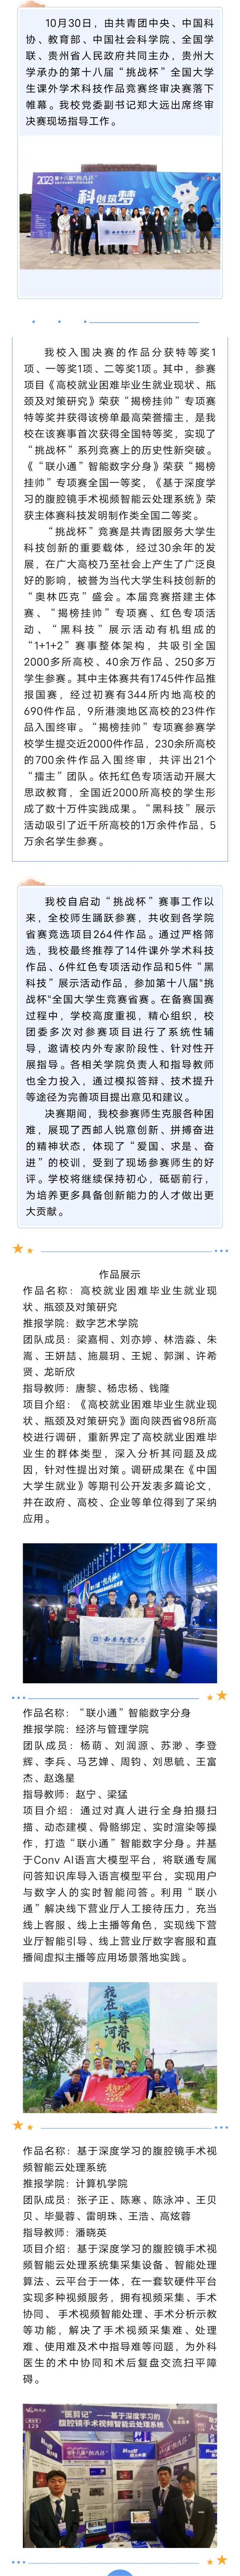 10月30日，由共青团中央、中国科
协、教育部、中国社会科学院、全国学
联、贵州省人民政府共同主办，贵州大
学承办的第十八届“挑战杯”全国大学
生课外学术科技作品竞赛终审决赛落下
帷幕。我校党委副书记郑大远出席终审
决赛现场指导工作。
2023
科创筑梦
我校入围决赛的作品分获特等奖1
项、一等奖1项、二等奖1项。其中，参赛
项目《高校就业困难毕业生就业现状、瓶
颈及对策研究》荣获“揭榜挂帅”专项赛
特等奖并获得该榜单最高荣誉擂主，是我
校在该赛事首次获得全国特等奖，实现了
“挑战杯”系列竞赛上的历史性新突破。
《“联小通”智能数字分身》荣获“揭榜
挂帅”专项赛全国一等奖，《基于深度学
习的腹腔镜手术视频智能云处理系统》荣
获主体赛科技发明制作类全国二等奖。
“挑战杯”竞赛是共青团服务大学生
科技创新的重要载体，经过30余年的发
展，在广大高校乃至社会上产生了广泛良
好的影响，被誉为当代大学生科技创新的
“奥林匹克”盛会。本届竞赛搭建主体
赛、“揭榜挂帅”专项赛、红色专项活
动、“黑科技”展示活动有机组成的
“1+1+2”赛事整体架构，共吸引全国
2000多所高校、40余万作品、250多万
学生参赛。其中主体赛共有1745件作品推
报国赛，经过初赛有344所内地高校的
690件作品，9所港澳地区高校的23件作品
入围终审。“揭榜挂帅”专项赛参赛学
校学生提交近2000件作品，230余所高校
的700余件作品入围终审，共评出21个
“擂主”团队。依托红色专项活动开展大
思政教育，全国近2000所高校的学生形
成了数十万件实践成果。“黑科技”展示
活动吸引了近千所高校的1万余件作品，5
万余名学生参赛。
我校自启动“挑战杯”赛事工作以
来，全校师生踊跃参赛，共收到各学院
省赛竞选项目264件作品。通过严格筛
选，我校最终推荐了14件课外学术科技
作品、6件红色专项活动作品和5件“黑
科技”展示活动作品，参加第十八届"挑
战杯"全国大学生竞赛省赛。在备赛国赛
过程中，学校高度重视，精心组织，校
团委多次对参赛项目进行了系统性辅
导，邀请校内外专家阶段性、针对性开
展指导。各相关学院负责人和指导教师
也全力投入，通过模拟答辩、技术提升
等途径为完善项目提出意见和建议。
决赛期间，我校参赛师生克服各种困
难，展现了西邮人锐意创新、拼搏奋进
的精神状态，体现了“爱国、求是、奋
进”的校训，受到了现场参赛师生的好
评。学校将继续保持初心，砥砺前行，
为培养更多具备创新能力的人才做出更
大贡献。
作品展示
作品名称：高校就业困难毕业生就业现
状、瓶颈及对策研究
推报学院：数字艺术学院
团队成员：梁嘉桐、刘亦婷、林浩淼、朱
嵩、王妍喆、施晨玥、王妮、郭渊、许希
贤、龙昕欣
指导教师：唐黎、杨忠杨、钱隆
项目介绍：《高校就业困难毕业生就业现
状、瓶颈及对策研究》面向陕西省98所高
校进行调研，重新界定了高校就业困难毕
业生的群体类型，深入分析其问题及成
因，针对性提出对策。调研成果在《中国
大学生就业》等期刊公开发表多篇论文，
并在政府、高校、企业等单位得到了采纳
应用。
西安邮电大学
作品名称：“联小通”智能数字分身
推报学院：经济与管理学院
团队成员：杨萌、刘润源、苏渺、李登
辉、李兵、马艺婵、周钧、刘思毓、王富
杰、赵逸星
指导教师：赵宁、梁猛
项目介绍：通过对真人进行全身拍摄扫
描、动态建模、骨骼绑定、实时渲染等操
作，打造“联小通”智能数字分身。并基
于Conv AI语言大模型平台，将联通专属
问答知识库导入语言模型平台，实现用户
与数字人的实时智能问答。利用“联小
通”解决线下营业厅人工接待压力，充当
线上客服、线上主播等角色，实现线下营
业厅智能引导、线上营业厅数字客服和直
播间虚拟主播等应用场景落地实践。
我在
上河
等着
你
作品名称：基于深度学习的腹腔镜手术视
频智能云处理系统
推报学院：计算机学院
团队成员：张子正、陈寒、陈泳冲、王贝
贝、毕曼蓉、雷明珠、王浩、高炫蓉
指导教师：潘晓英
项目介绍：基于深度学习的腹腔镜手术视
频智能云处理系统集采集设备、智能处理
算法、云平台于一体，在一套软硬件平台
实现多种视频服务，拥有视频采集、手术
协同、手术视频智能处理、手术分析示教
等功能，解决了手术视频采集难、处理
难、使用难及术中指导难等问题，为外科
医生的术中协同和术后复盘交流扫平障
碍。
“医剪记”——基于深度学习的
腹腔镜手术视频智能云处理系统